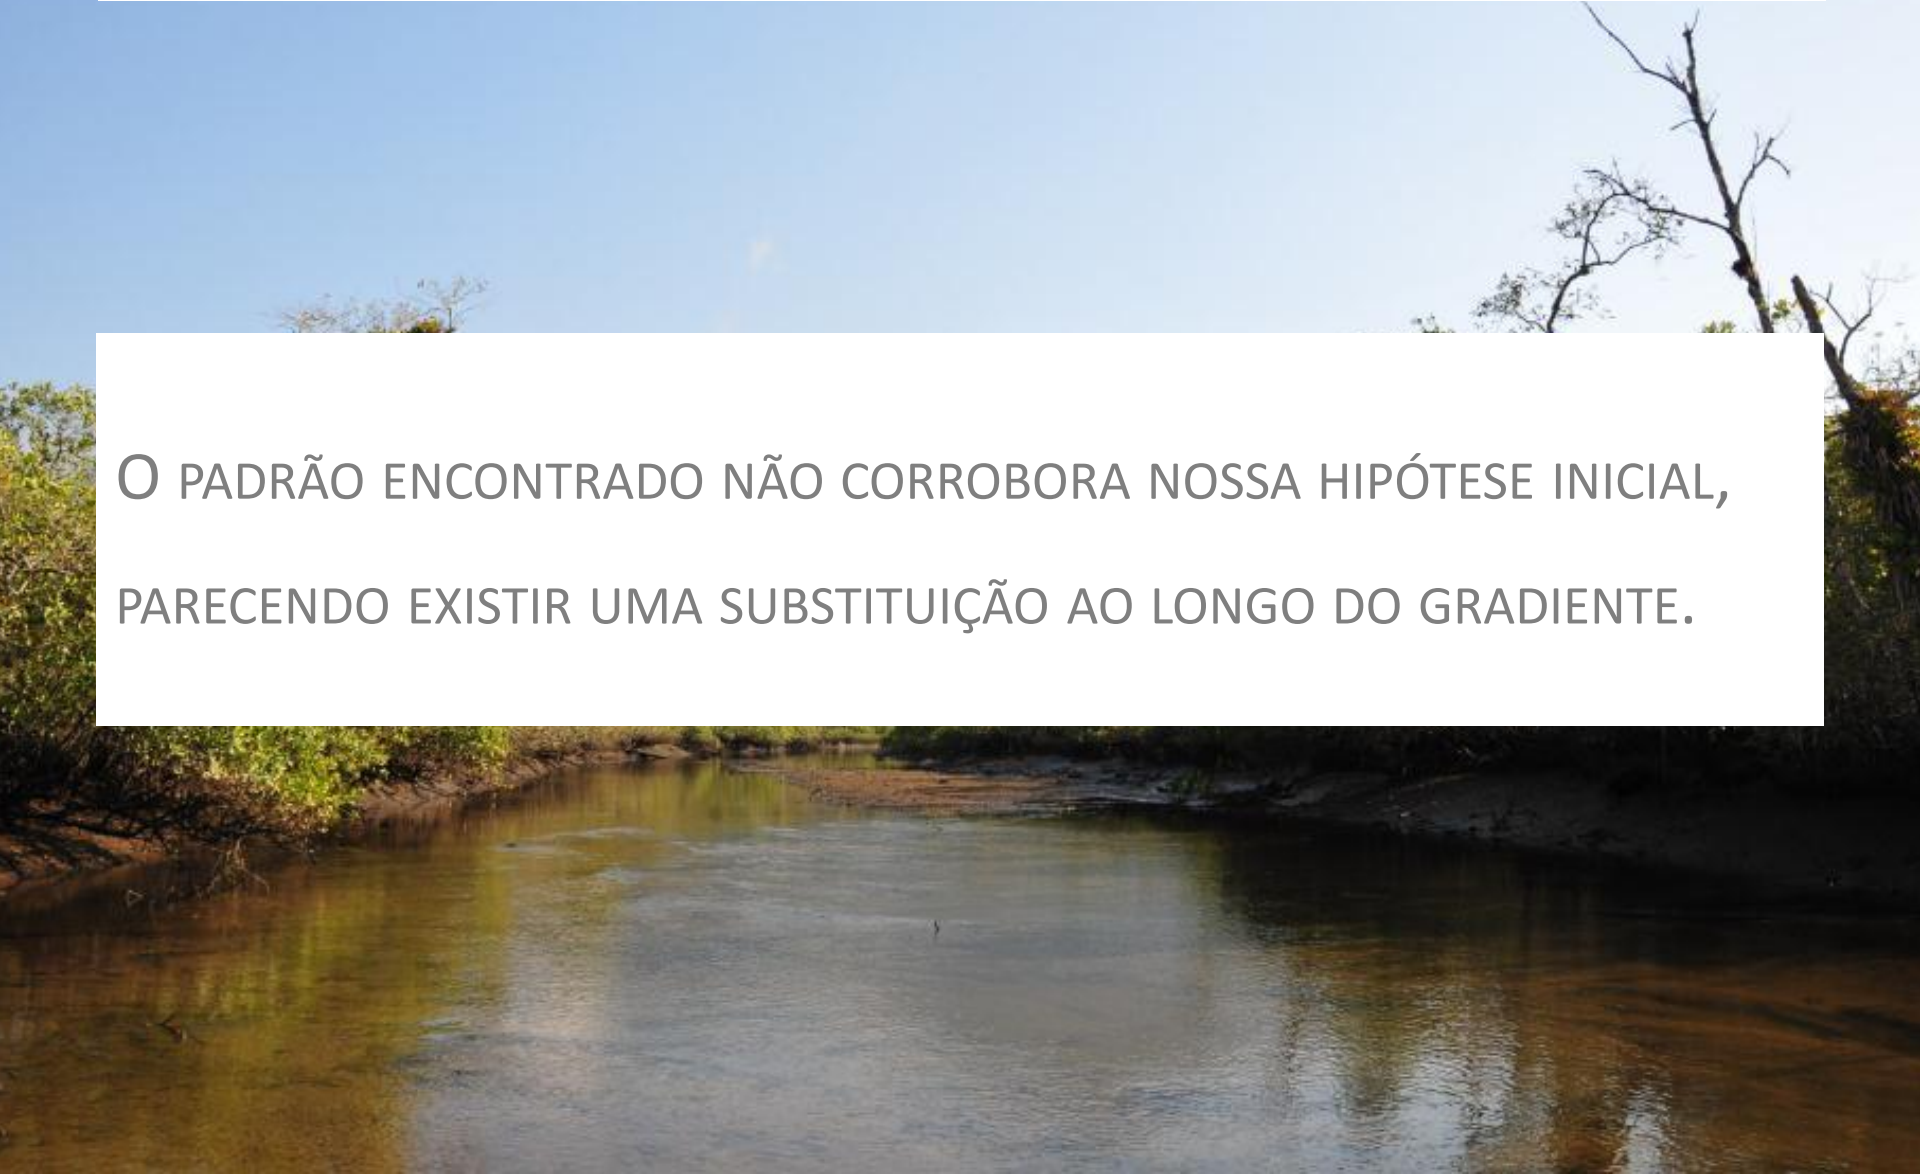 O PADRÃO ENCONTRADO NÃO CORROBORA NOSSA HIPÓTESE INICIAL,
PARECENDO EXISTIR UMA SUBSTITUIÇÃO AO LONGO DO GRADIENTE.